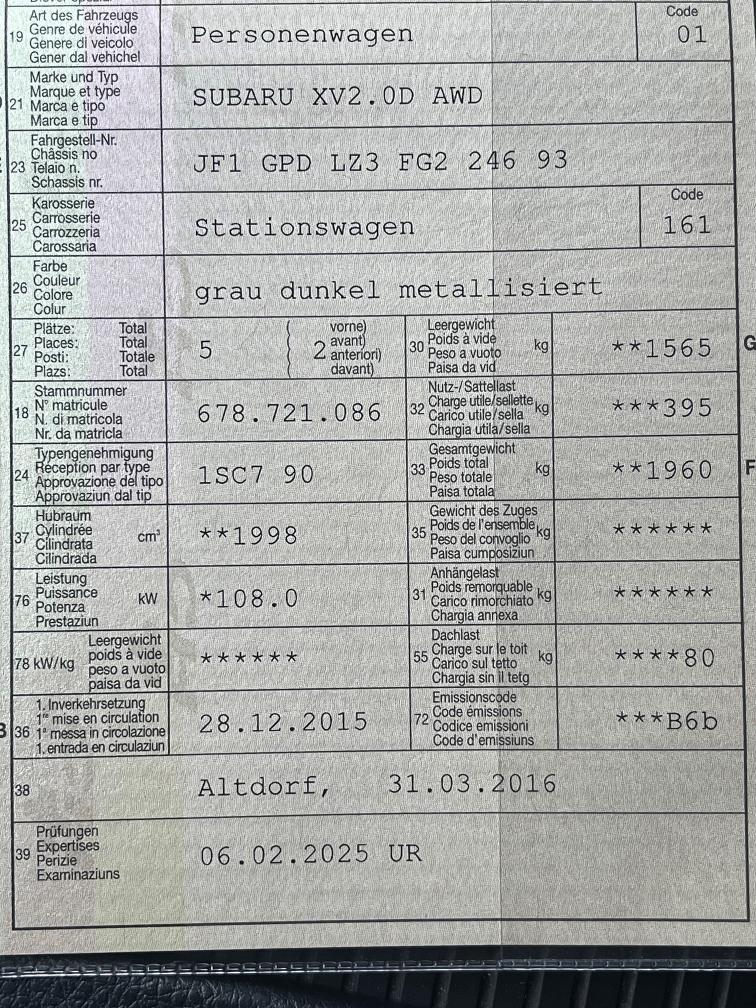 19 Art des Fahrzeugs
Genre de véhicule
Genere di veicolo
Gener dal vehichel
Personenwagen
Code
01
21 Marke und Typ
Marque et type
Marca e tipo
Marca e tip
SUBARU XV2.0D AWD
23 Fahrgestell-Nr.
Châssis no
Telaio n.
Schassis nr.
JF1 GPD LZ3 FG2 246 93
25 Karosserie
Carrosserie
Carrozzeria
Carossaria
Stationswagen
Code
161
26 Farbe
Couleur
Colore
Colur
grau dunkel metallisiert
27 Plätze: Total
Places: Total
Posti: Totale
Plazs: Total
5
2 vorne)
avant)
anteriori)
davant)
30 Leergewicht
Poids à vide
Peso a vuoto
Paisa da vid
kg
**1565
G
18 Stammnummer
N° matricule
N. di matricola
Nr. da matricla
678.721.086
32 Nutz-/Sattellast
Charge utile/sellette
Carico utile/sella
Chargia utila/sella
kg
***395
24 Typengenehmigung
Réception par type
Approvazione del tipo
Approvaziun dal tip
1SC7 90
33 Gesamtgewicht
Poids total
Peso totale
Paisa totala
kg
**1960
F
37 Hubraum
Cylindrée
Cilindrata
Cilindrada
cm³
**1998
35 Gewicht des Zuges
Poids de l'ensemble
Peso del convoglio
Paisa cumposiziun
kg
******
76 Leistung
Puissance
Potenza
Prestaziun
kW
*108.0
31 Anhängelast
Poids remorquable
Carico rimorchiato
Chargia annexa
kg
******
78 kW/kg
Leergewicht
poids à vide
peso a vuoto
paisa da vid
******
55 Dachlast
Charge sur le toit
Carico sul tetto
Chargia sin il tetg
kg
****80
B
36 1. Inverkehrsetzung
1re mise en circulation
1a messa in circolazione
1. entrada en circulaziun
28.12.2015
72 Emissionscode
Code émissions
Codice emissioni
Code d'emissiuns
***B6b
38
Altdorf, 31.03.2016
39 Prüfungen
Expertises
Perizie
Examinaziuns
06.02.2025 UR